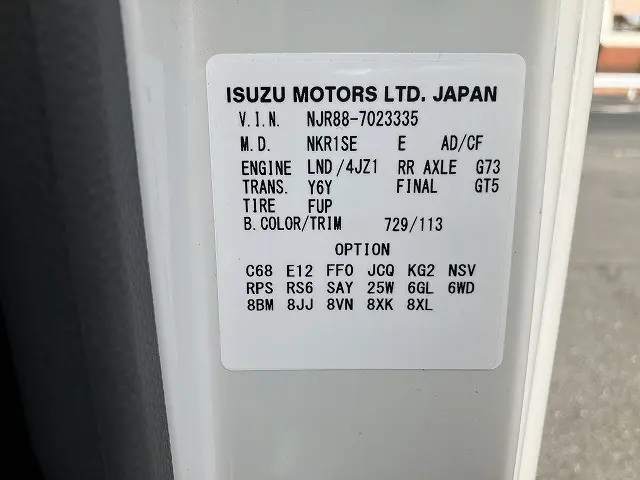 ISUZU MOTORS LTD. JAPAN
V.I.N. NJR88-7023335
M.D. NKR1SE E AD/CF
ENGINE LND/4JZ1 RR AXLE G73
TRANS. Y6Y FINAL GT5
TIRE FUP
B.COLOR/TRIM 729/113
OPTION
C68 E12 FF0 JCQ KG2 NSV
RPS RS6 SAY 25W 6GL 6WD
8BM 8JJ 8VN 8XK 8XL